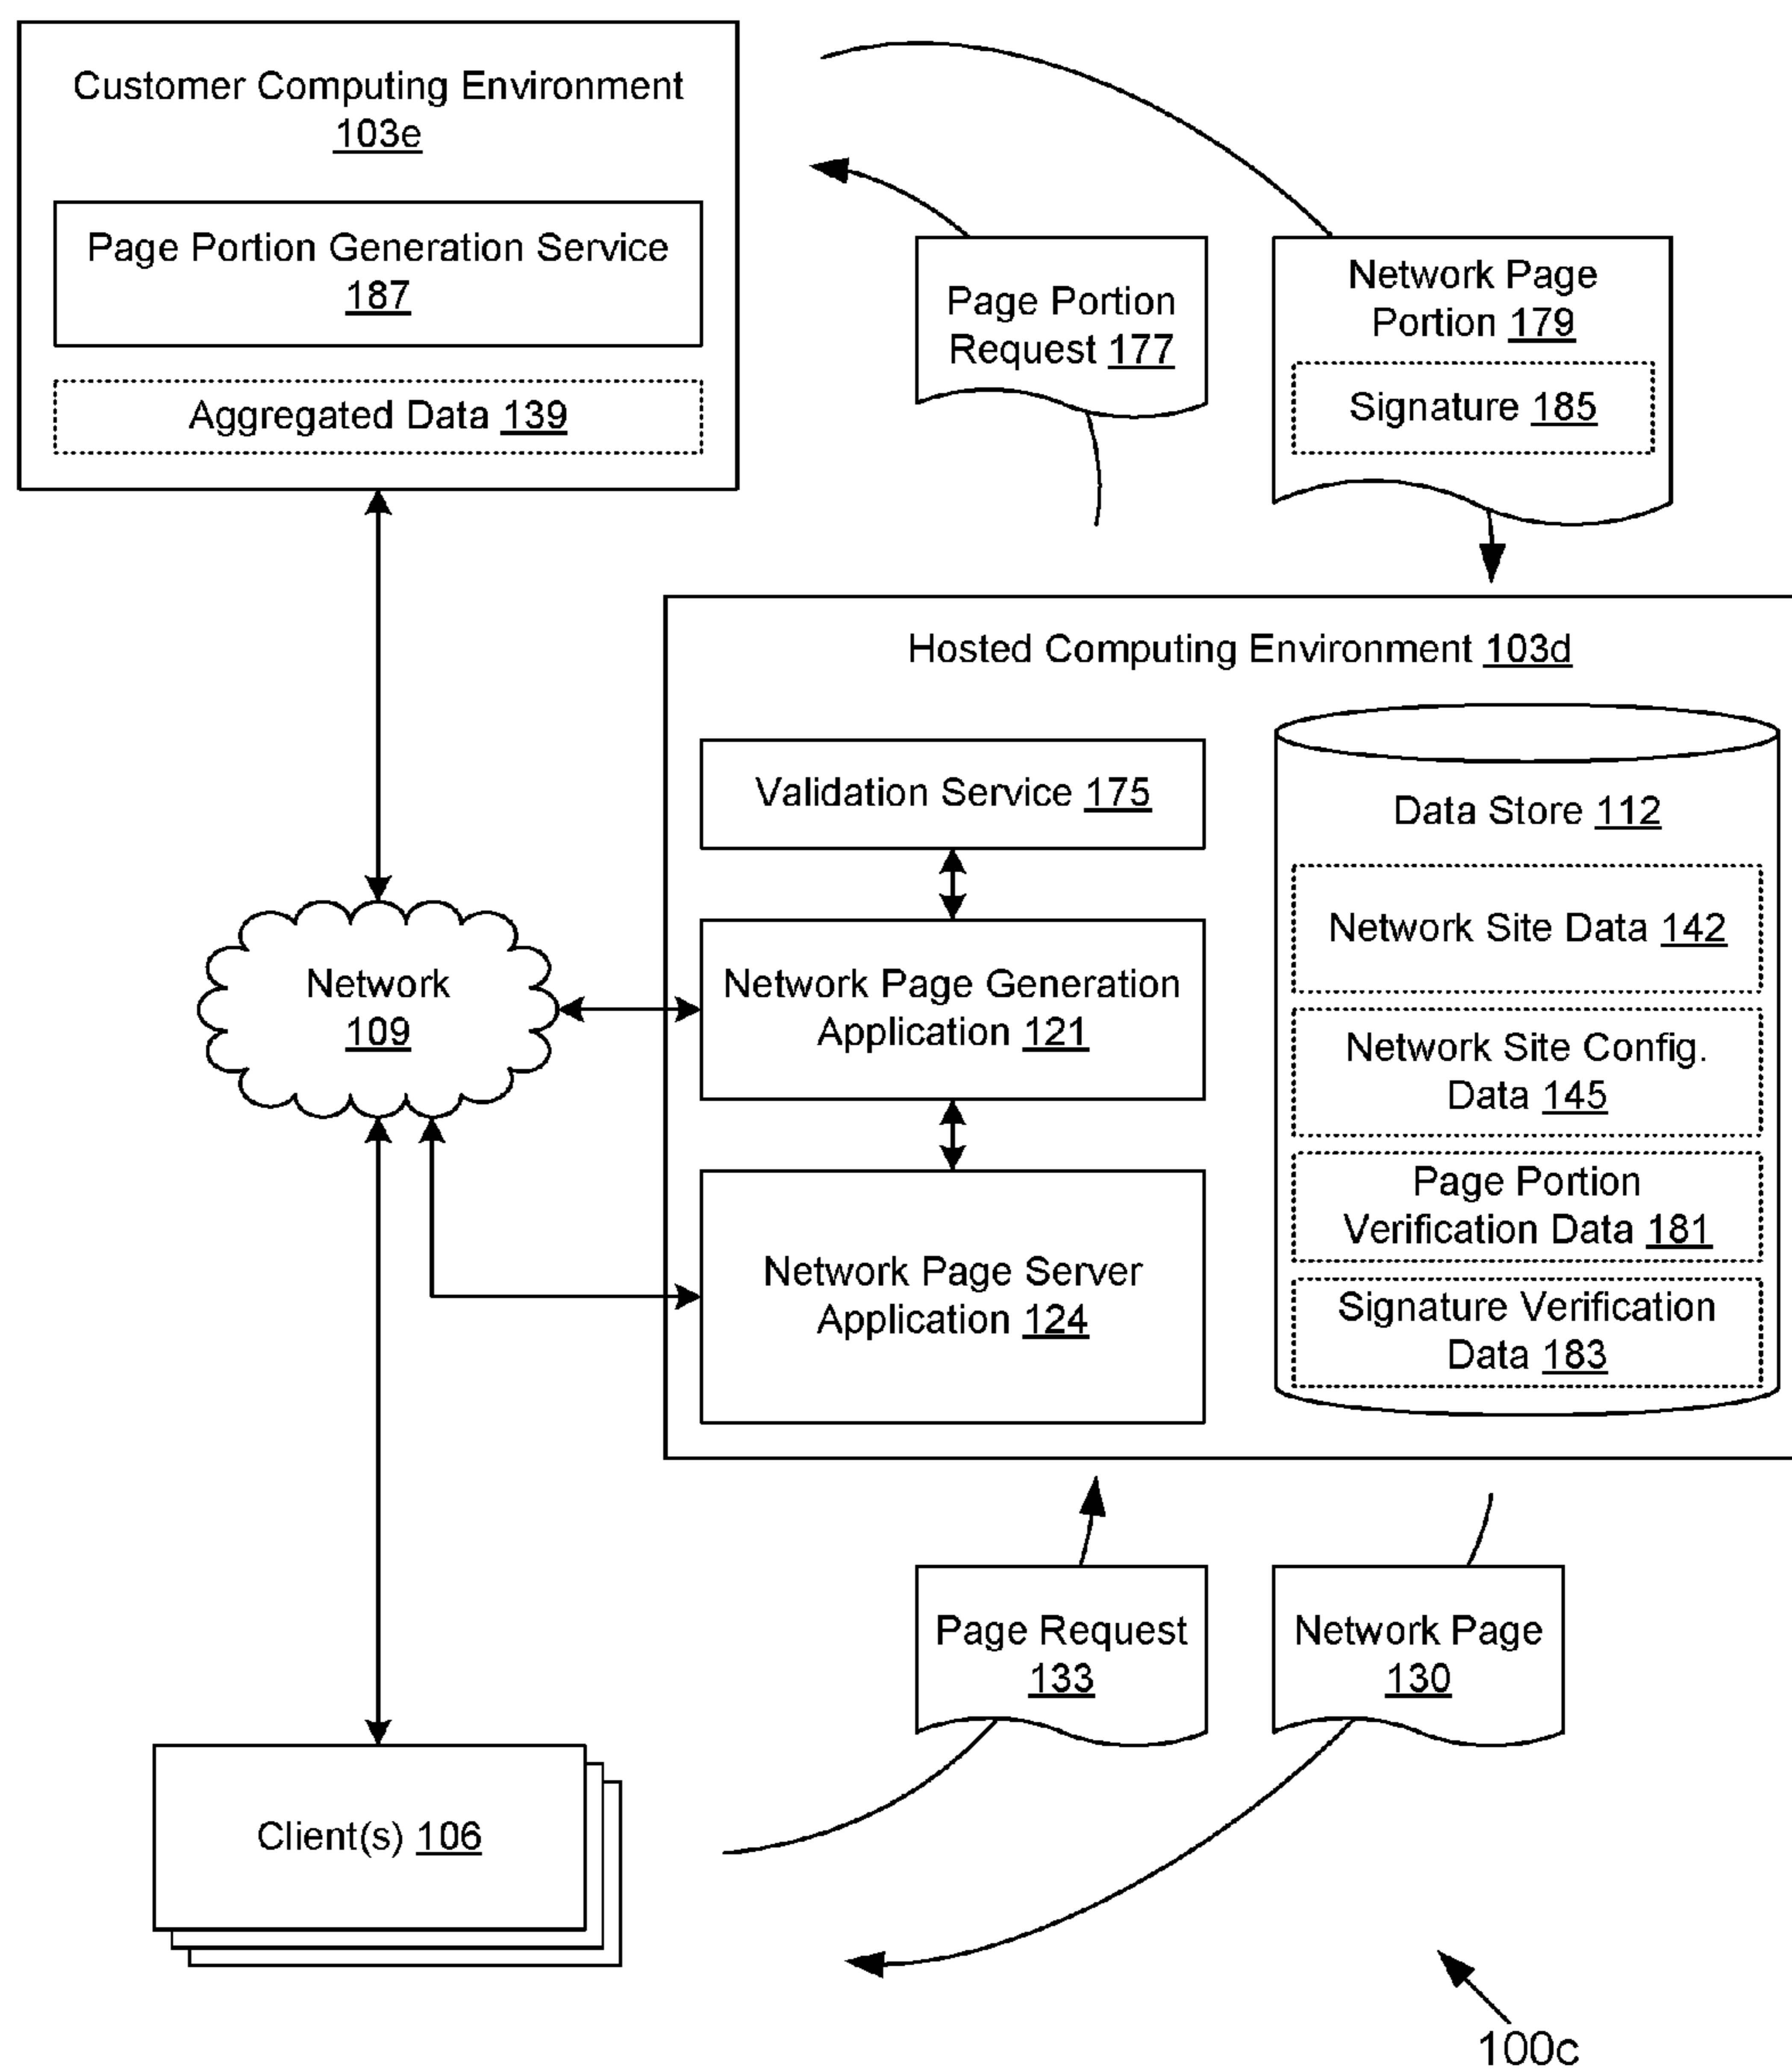 Customer Computing Environment
103e
Page Portion Generation Service
187
Aggregated Data 139
Page Portion
Request 177
Network Page
Portion 179
Signature 185
Hosted Computing Environment 103d
Validation Service 175
Network Page Generation
Application 121
Network Page Server
Application 124
Data Store 112
Network Site Data 142
Network Site Config.
Data 145
Page Portion
Verification Data 181
Signature Verification
Data 183
Network
109
Page Request
133
Network Page
130
Client(s) 106
100c